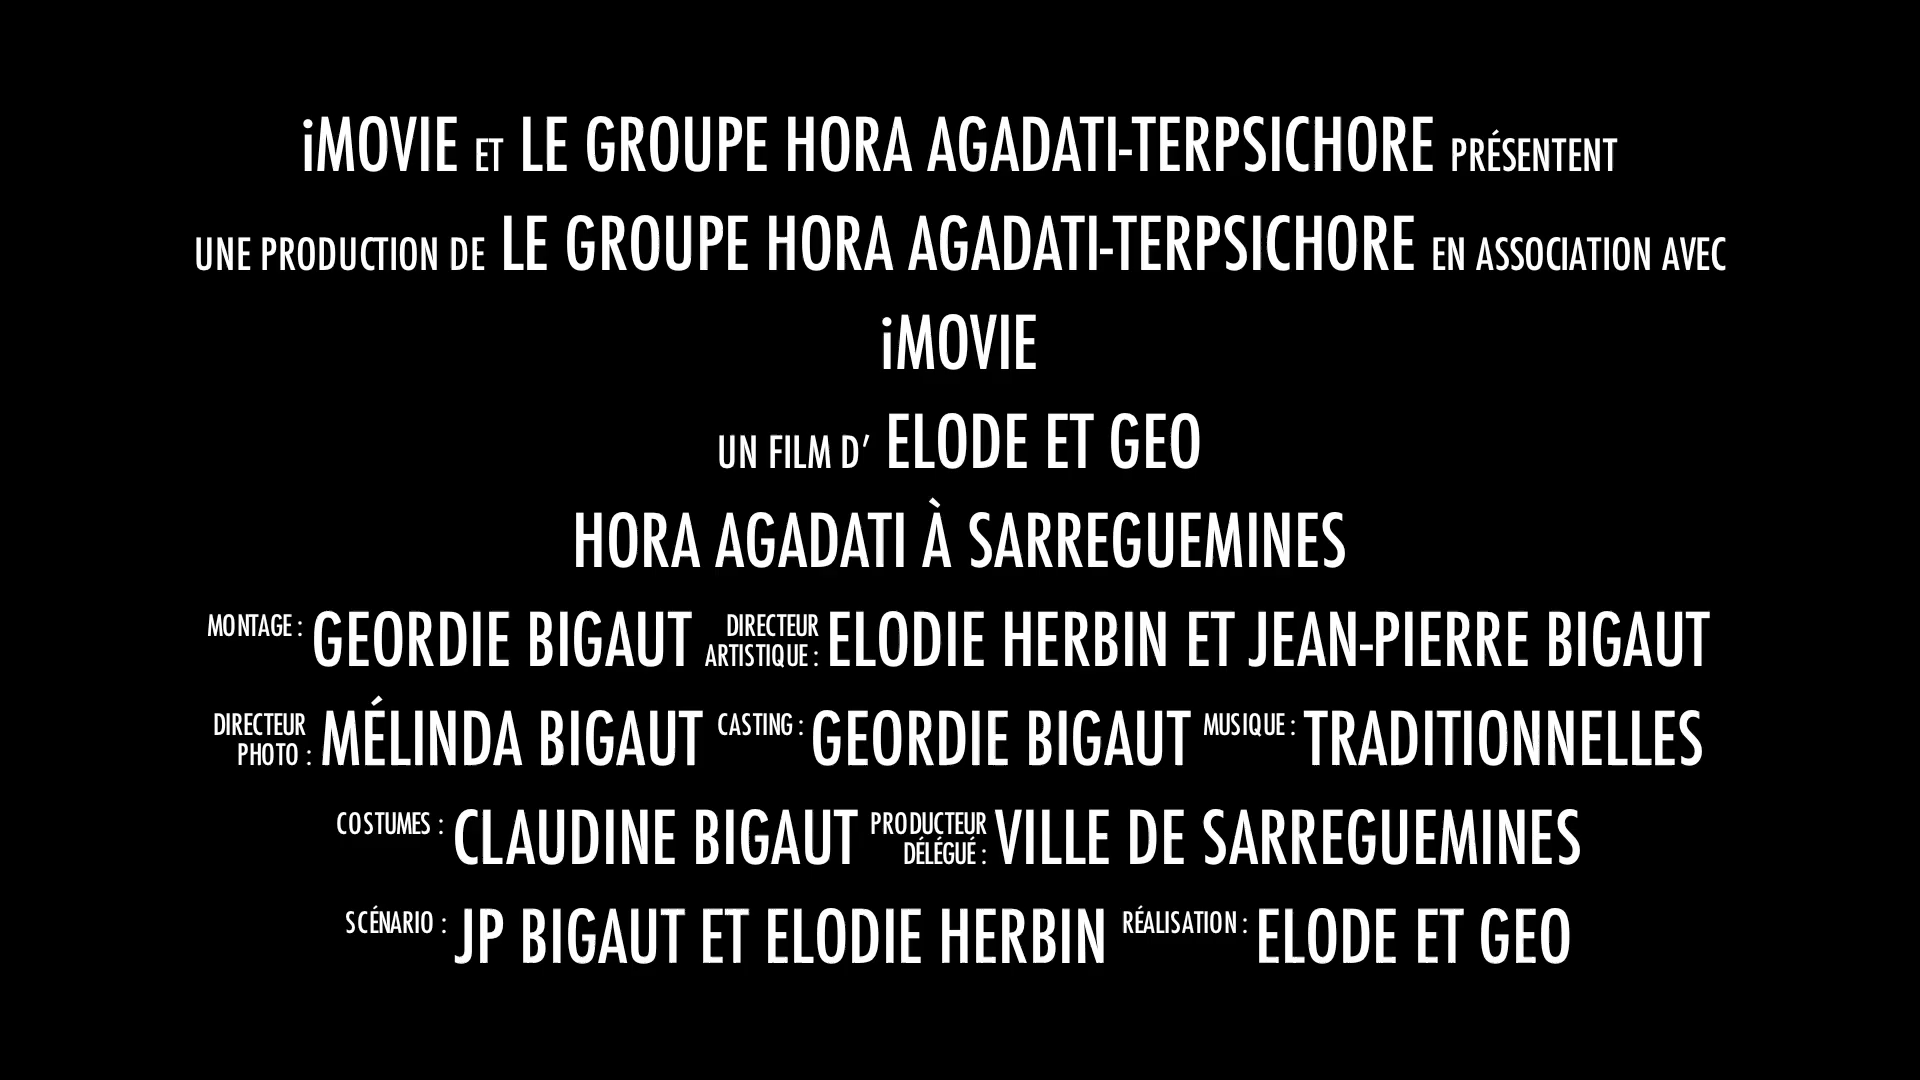 iMOVIE ET LE GROUPE HORA AGADATI-TERPSICHORE PRÉSENTENT
UNE PRODUCTION DE LE GROUPE HORA AGADATI-TERPSICHORE EN ASSOCIATION AVEC
iMOVIE
UN FILM D’ ELODE ET GEO
HORA AGADATI À SARREGUEMINES
MONTAGE : GEORDIE BIGAUT DIRECTEUR ARTISTIQUE : ELODIE HERBIN ET JEAN-PIERRE BIGAUT
DIRECTEUR PHOTO : MÉLINDA BIGAUT CASTING : GEORDIE BIGAUT MUSIQUE : TRADITIONNELLES
COSTUMES : CLAUDINE BIGAUT PRODUCTEUR DÉLÉGUÉ : VILLE DE SARREGUEMINES
SCÉNARIO : JP BIGAUT ET ELODIE HERBIN RÉALISATION : ELODE ET GEO